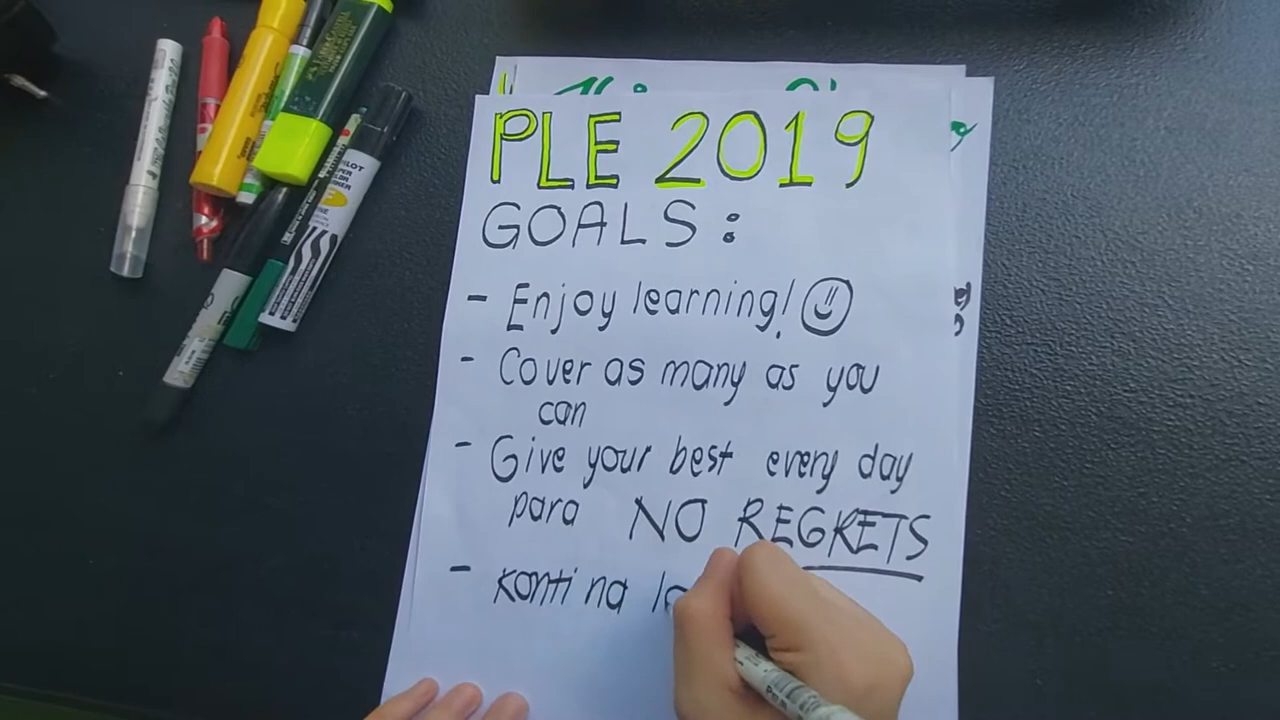 PLE 2019
GOALS:
- Enjoy learning!
- Cover as many as you
can
- Give your best every day
para NO REGRETS
- konti na
PILOT